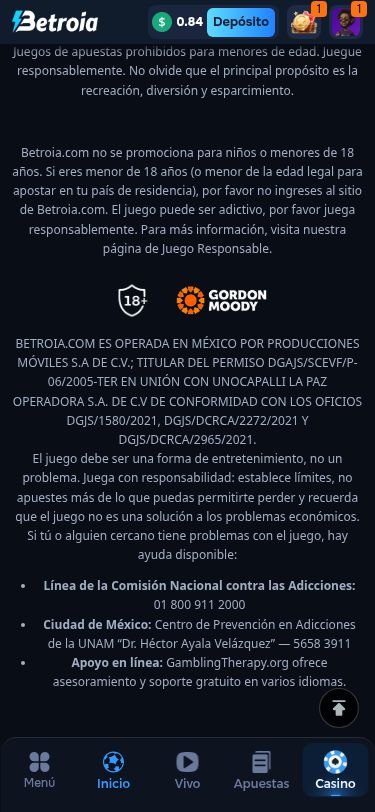 Betroia
$ 0.84 Depósito
1
1
Juegos de apuestas prohibidos para menores de edad. Juegue
responsablemente. No olvide que el principal propósito es la
recreación, diversión y esparcimiento.
Betroia.com no se promociona para niños o menores de 18
años. Si eres menor de 18 años (o menor de la edad legal para
apostar en tu país de residencia), por favor no ingreses al sitio
de Betroia.com. El juego puede ser adictivo, por favor juega
responsablemente. Para más información, visita nuestra
página de Juego Responsable.
18+ GORDON
MOODY
BETROIA.COM ES OPERADA EN MÉXICO POR PRODUCCIONES
MÓVILES S.A DE C.V.; TITULAR DEL PERMISO DGAJS/SCEVF/P-
06/2005-TER EN UNIÓN CON UNOCAPALLI LA PAZ
OPERADORA S.A. DE C.V DE CONFORMIDAD CON LOS OFICIOS
DGJS/1580/2021, DGJS/DCRCA/2272/2021 Y
DGJS/DCRCA/2965/2021.
El juego debe ser una forma de entretenimiento, no un
problema. Juega con responsabilidad: establece límites, no
apuestes más de lo que puedas permitirte perder y recuerda
que el juego no es una solución a los problemas económicos.
Si tú o alguien cercano tiene problemas con el juego, hay
ayuda disponible:
• Línea de la Comisión Nacional contra las Adicciones:
01 800 911 2000
• Ciudad de México: Centro de Prevención en Adicciones
de la UNAM “Dr. Héctor Ayala Velázquez” — 5658 3911
• Apoyo en línea: GamblingTherapy.org ofrece
asesoramiento y soporte gratuito en varios idiomas.
Menú
Inicio
Vivo
Apuestas
Casino